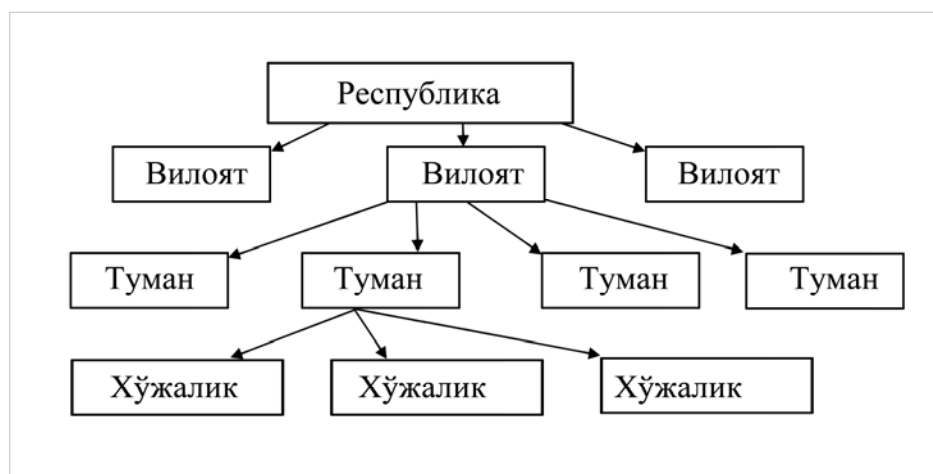 Республика
Вилоят Вилоят Вилоят
Туман Туман Туман Туман
Хўжалик Хўжалик Хўжалик